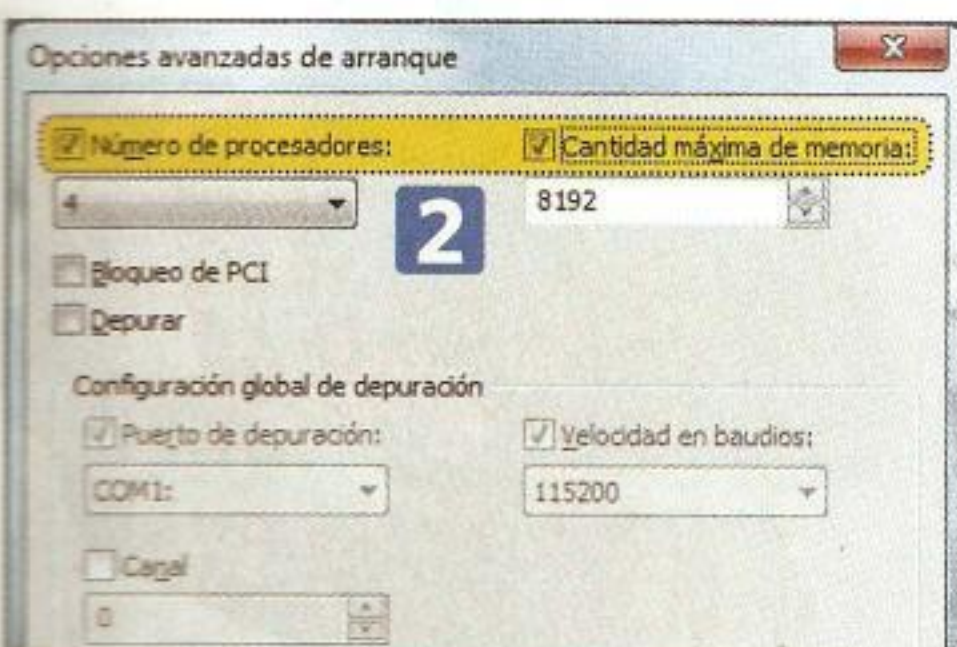 Opciones avanzadas de arranque
Número de procesadores: Cantidad máxima de memoria:
4 8192
2
Bloqueo de PCI
Depurar
Configuración global de depuración
Puerto de depuración: Velocidad en baudios:
COM1: 115200
Canal
0